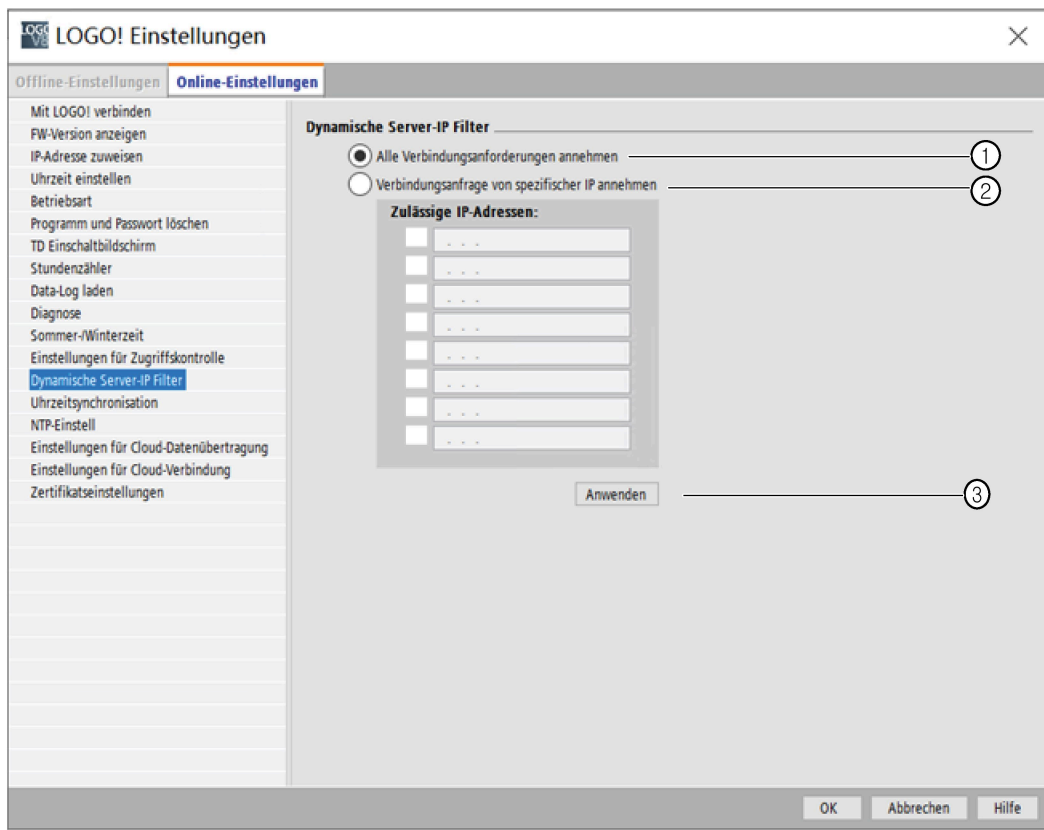 LOGO! Einstellungen
Offline-Einstellungen Online-Einstellungen
Mit LOGO! verbinden
FW-Version anzeigen
IP-Adresse zuweisen
Uhrzeit einstellen
Betriebsart
Programm und Passwort löschen
TD Einschaltbildschirm
Stundenzähler
Data-Log laden
Diagnose
Sommer-/Winterzeit
Einstellungen für Zugriffskontrolle
Dynamische Server-IP Filter
Uhrzeitsynchronisation
NTP-Einstell
Einstellungen für Cloud-Datenübertragung
Einstellungen für Cloud-Verbindung
Zertifikatseinstellungen
Dynamische Server-IP Filter
Alle Verbindungsanforderungen annehmen 1
Verbindungsanfrage von spezifischer IP annehmen 2
Zulässige IP-Adressen:
. . .
. . .
. . .
. . .
. . .
. . .
. . .
. . .
Anwenden 3
OK Abbrechen Hilfe